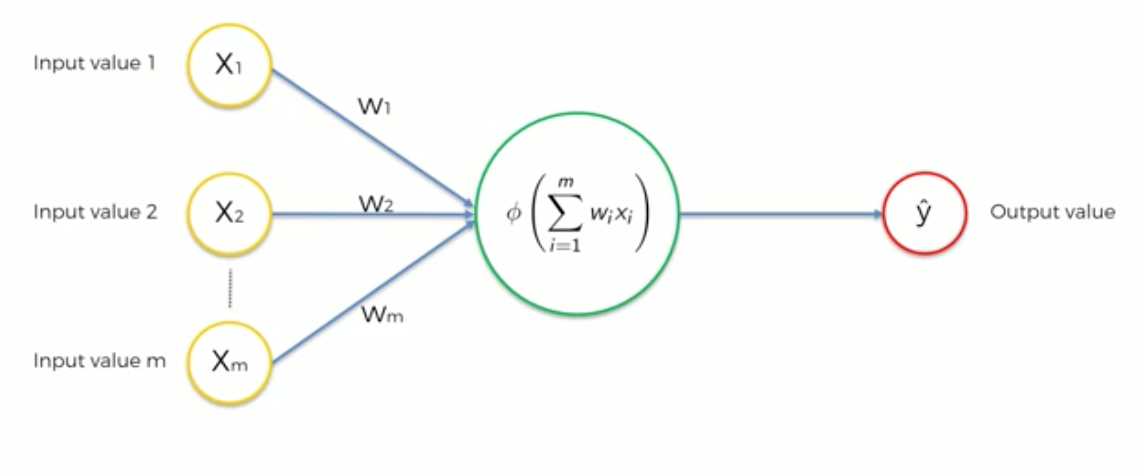 Input value 1
X1
W1
Input value 2
X2
W2
ϕ(∑ᵢ₌₁ᵐ wᵢxᵢ)
ŷ
Output value
Wm
Input value m
Xm